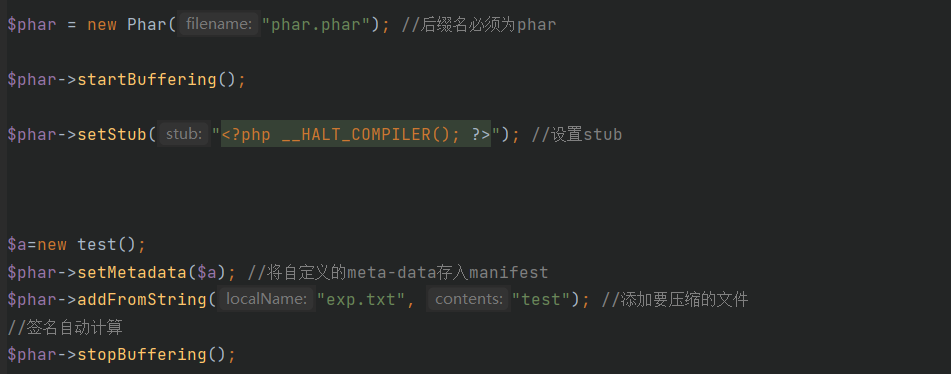 $phar = new Phar( filename: "phar.phar"); //后缀名必须为phar
$phar->startBuffering();
$phar->setStub( stub: "<?php __HALT_COMPILER(); ?>"); //设置stub
$a=new test();
$phar->setMetadata($a); //将自定义的meta-data存入manifest
$phar->addFromString( localName: "exp.txt", contents: "test"); //添加要压缩的文件
//签名自动计算
$phar->stopBuffering();